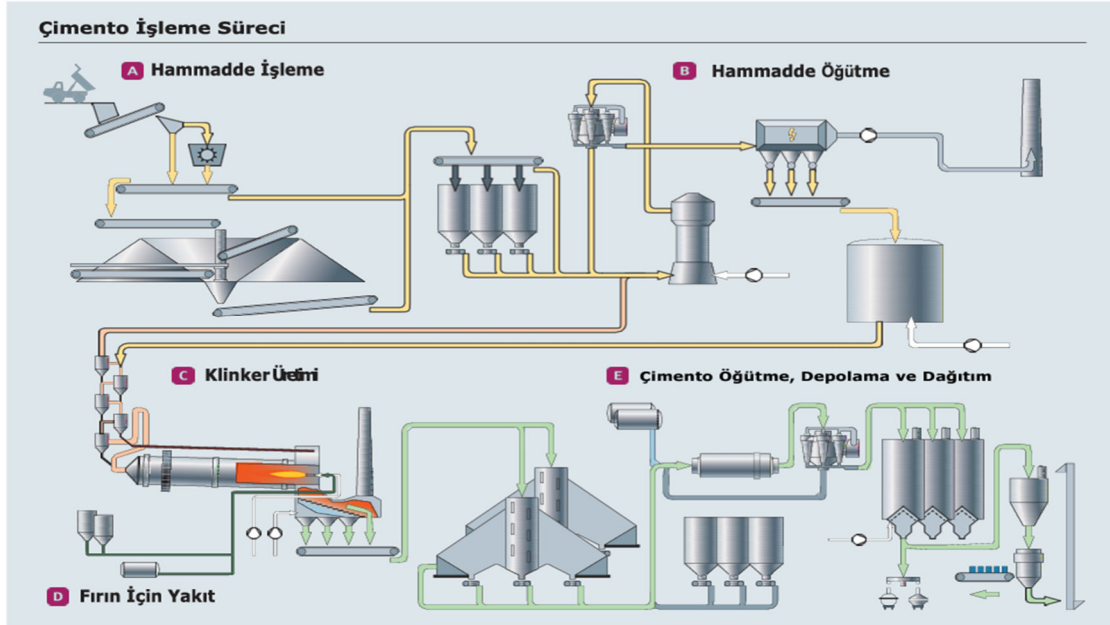 Çimento İşleme Süreci
A Hammadde İşleme
B Hammadde Öğütme
C Klinker Üretimi
E Çimento Öğütme, Depolama ve Dağıtım
D Fırın İçin Yakıt